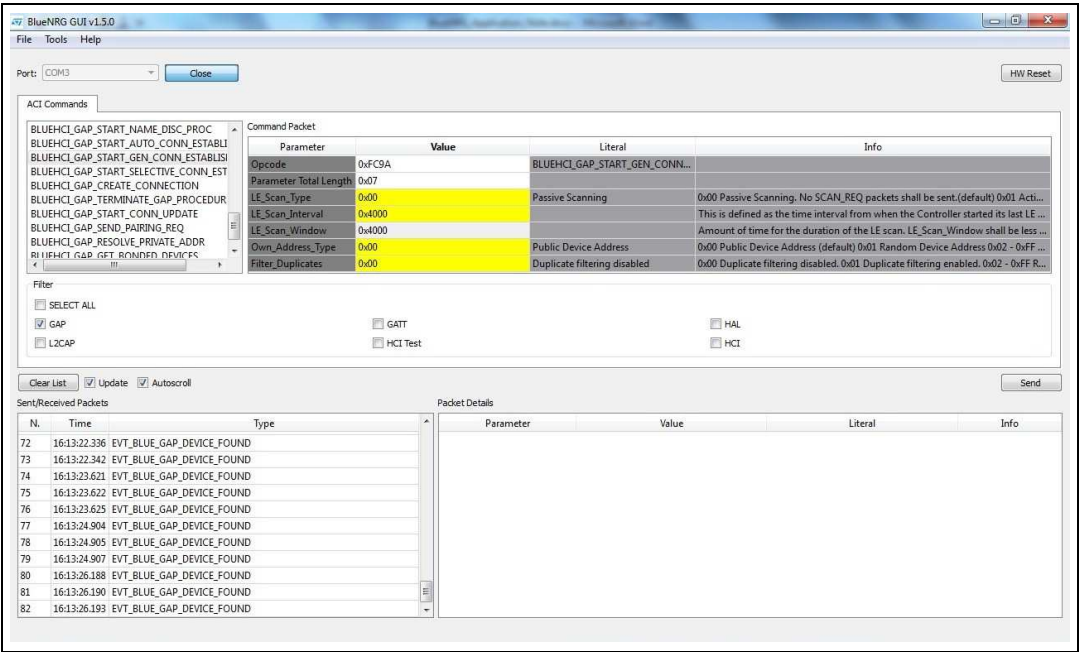 BlueNRG GUI v1.5.0
File Tools Help
Port: COM3 Close HW Reset
ACI Commands
BLUEHCI_GAP_START_NAME_DISC_PROC
BLUEHCI_GAP_START_AUTO_CONN_ESTABLI
BLUEHCI_GAP_START_GEN_CONN_ESTABLISI
BLUEHCI_GAP_START_SELECTIVE_CONN_EST
BLUEHCI_GAP_CREATE_CONNECTION
BLUEHCI_GAP_TERMINATE_GAP_PROCEDUR
BLUEHCI_GAP_START_CONN_UPDATE
BLUEHCI_GAP_SEND_PAIRING_REQ
BLUEHCI_GAP_RESOLVE_PRIVATE_ADDR
BLUEHCI_GAP_GET_BONDED_DEVICES
Command Packet
Parameter Value Literal Info
Opcode 0xFC9A BLUEHCI_GAP_START_GEN_CONN...
Parameter Total Length 0x07
LE_Scan_Type 0x00 Passive Scanning 0x00 Passive Scanning. No SCAN_REQ packets shall be sent.(default) 0x01 Acti...
LE_Scan_Interval 0x4000 This is defined as the time interval from when the Controller started its last LE ...
LE_Scan_Window 0x4000 Amount of time for the duration of the LE scan. LE_Scan_Window shall be less ...
Own_Address_Type 0x00 Public Device Address 0x00 Public Device Address (default) 0x01 Random Device Address 0x02 - 0xFF ...
Filter_Duplicates 0x00 Duplicate filtering disabled 0x00 Duplicate filtering disabled. 0x01 Duplicate filtering enabled. 0x02 - 0xFF R...
Filter
SELECT ALL
GAP GATT HAL
L2CAP HCI Test HCI
Clear List Update Autoscroll Send
Sent/Received Packets
N. Time Type
72 16:13:22.336 EVT_BLUE_GAP_DEVICE_FOUND
73 16:13:22.342 EVT_BLUE_GAP_DEVICE_FOUND
74 16:13:23.621 EVT_BLUE_GAP_DEVICE_FOUND
75 16:13:23.622 EVT_BLUE_GAP_DEVICE_FOUND
76 16:13:23.625 EVT_BLUE_GAP_DEVICE_FOUND
77 16:13:24.904 EVT_BLUE_GAP_DEVICE_FOUND
78 16:13:24.905 EVT_BLUE_GAP_DEVICE_FOUND
79 16:13:24.907 EVT_BLUE_GAP_DEVICE_FOUND
80 16:13:26.188 EVT_BLUE_GAP_DEVICE_FOUND
81 16:13:26.190 EVT_BLUE_GAP_DEVICE_FOUND
82 16:13:26.193 EVT_BLUE_GAP_DEVICE_FOUND
Packet Details
Parameter Value Literal Info